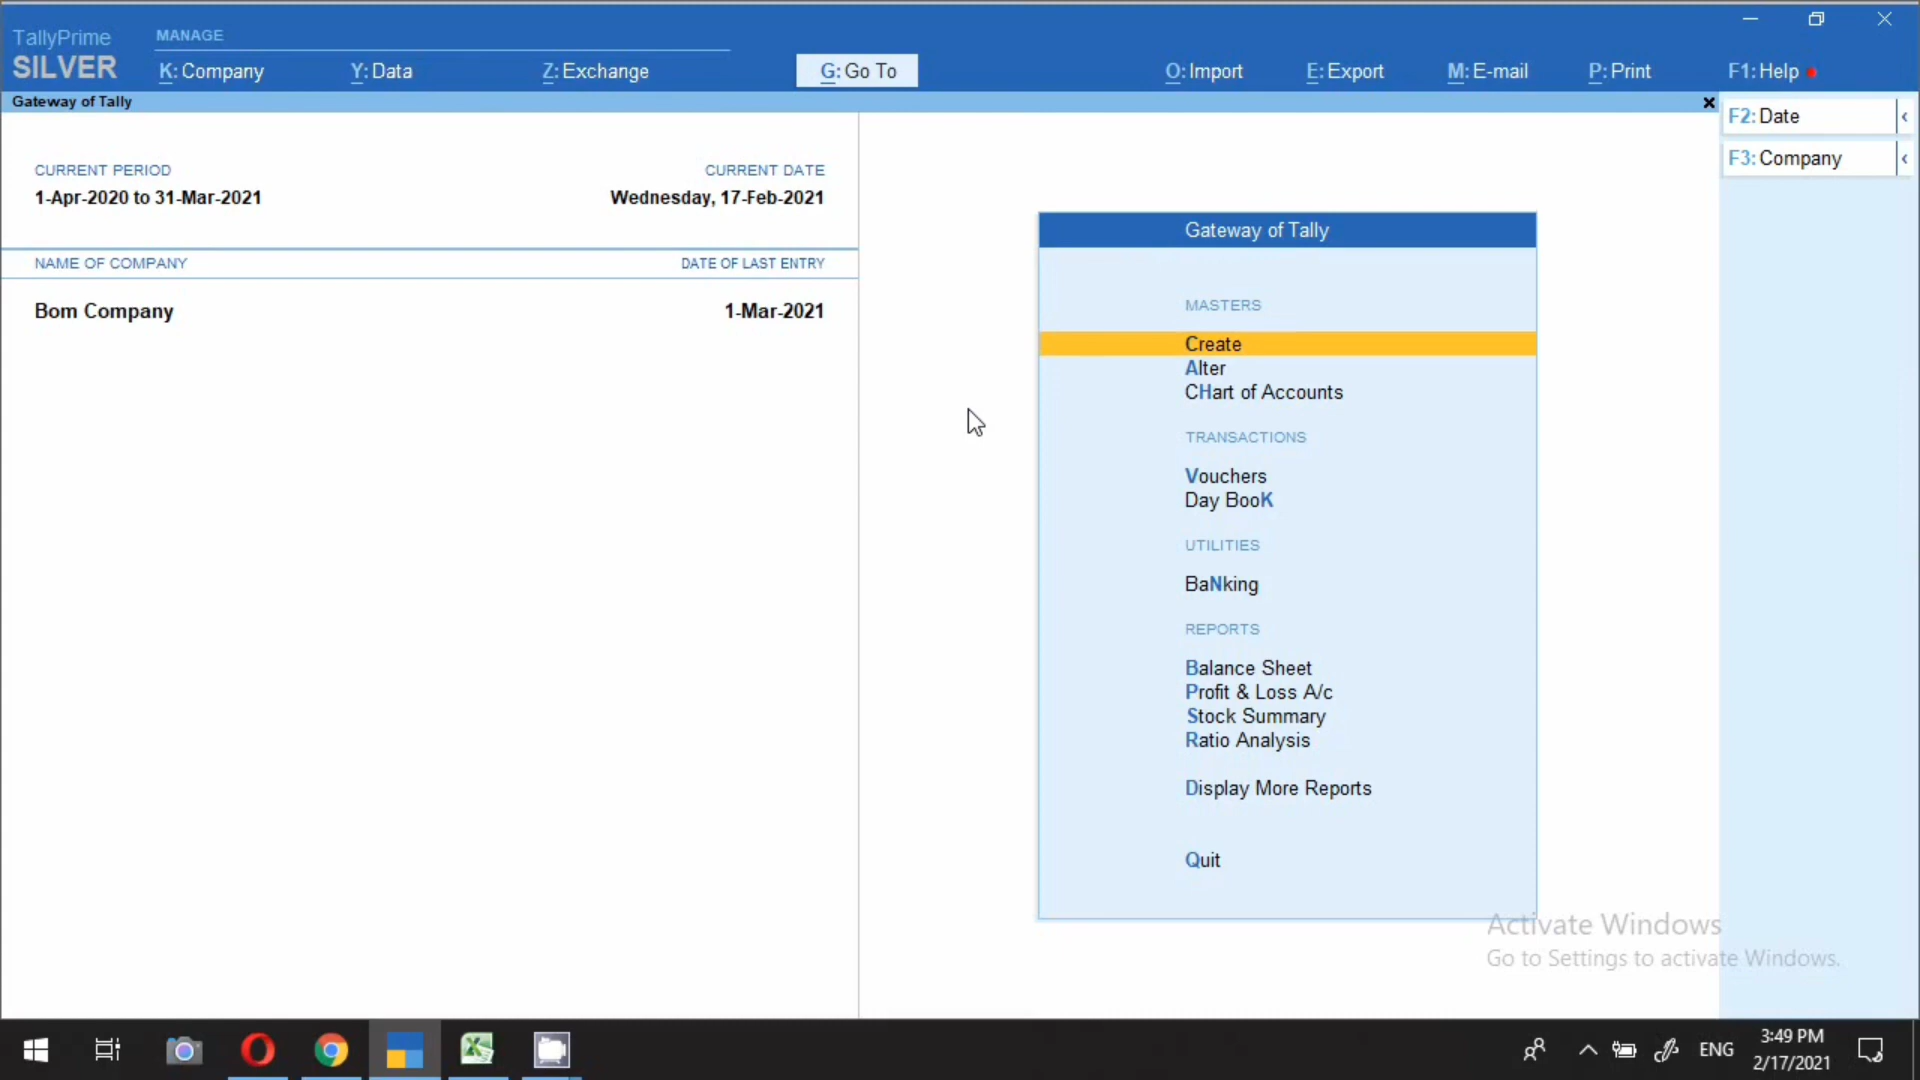 TallyPrime
SILVER
MANAGE
K: Company
Y: Data
Z: Exchange
G: Go To
O: Import
E: Export
M: E-mail
P: Print
F1: Help
Gateway of Tally
F2: Date
F3: Company
CURRENT PERIOD
CURRENT DATE
1-Apr-2020 to 31-Mar-2021
Wednesday, 17-Feb-2021
NAME OF COMPANY
DATE OF LAST ENTRY
Bom Company
1-Mar-2021
Gateway of Tally
MASTERS
Create
Alter
CHart of Accounts
TRANSACTIONS
Vouchers
Day BooK
UTILITIES
BaNking
REPORTS
Balance Sheet
Profit & Loss A/c
Stock Summary
Ratio Analysis
Display More Reports
Quit
Activate Windows
Go to Settings to activate Windows.
ENG
3:49 PM
2/17/2021